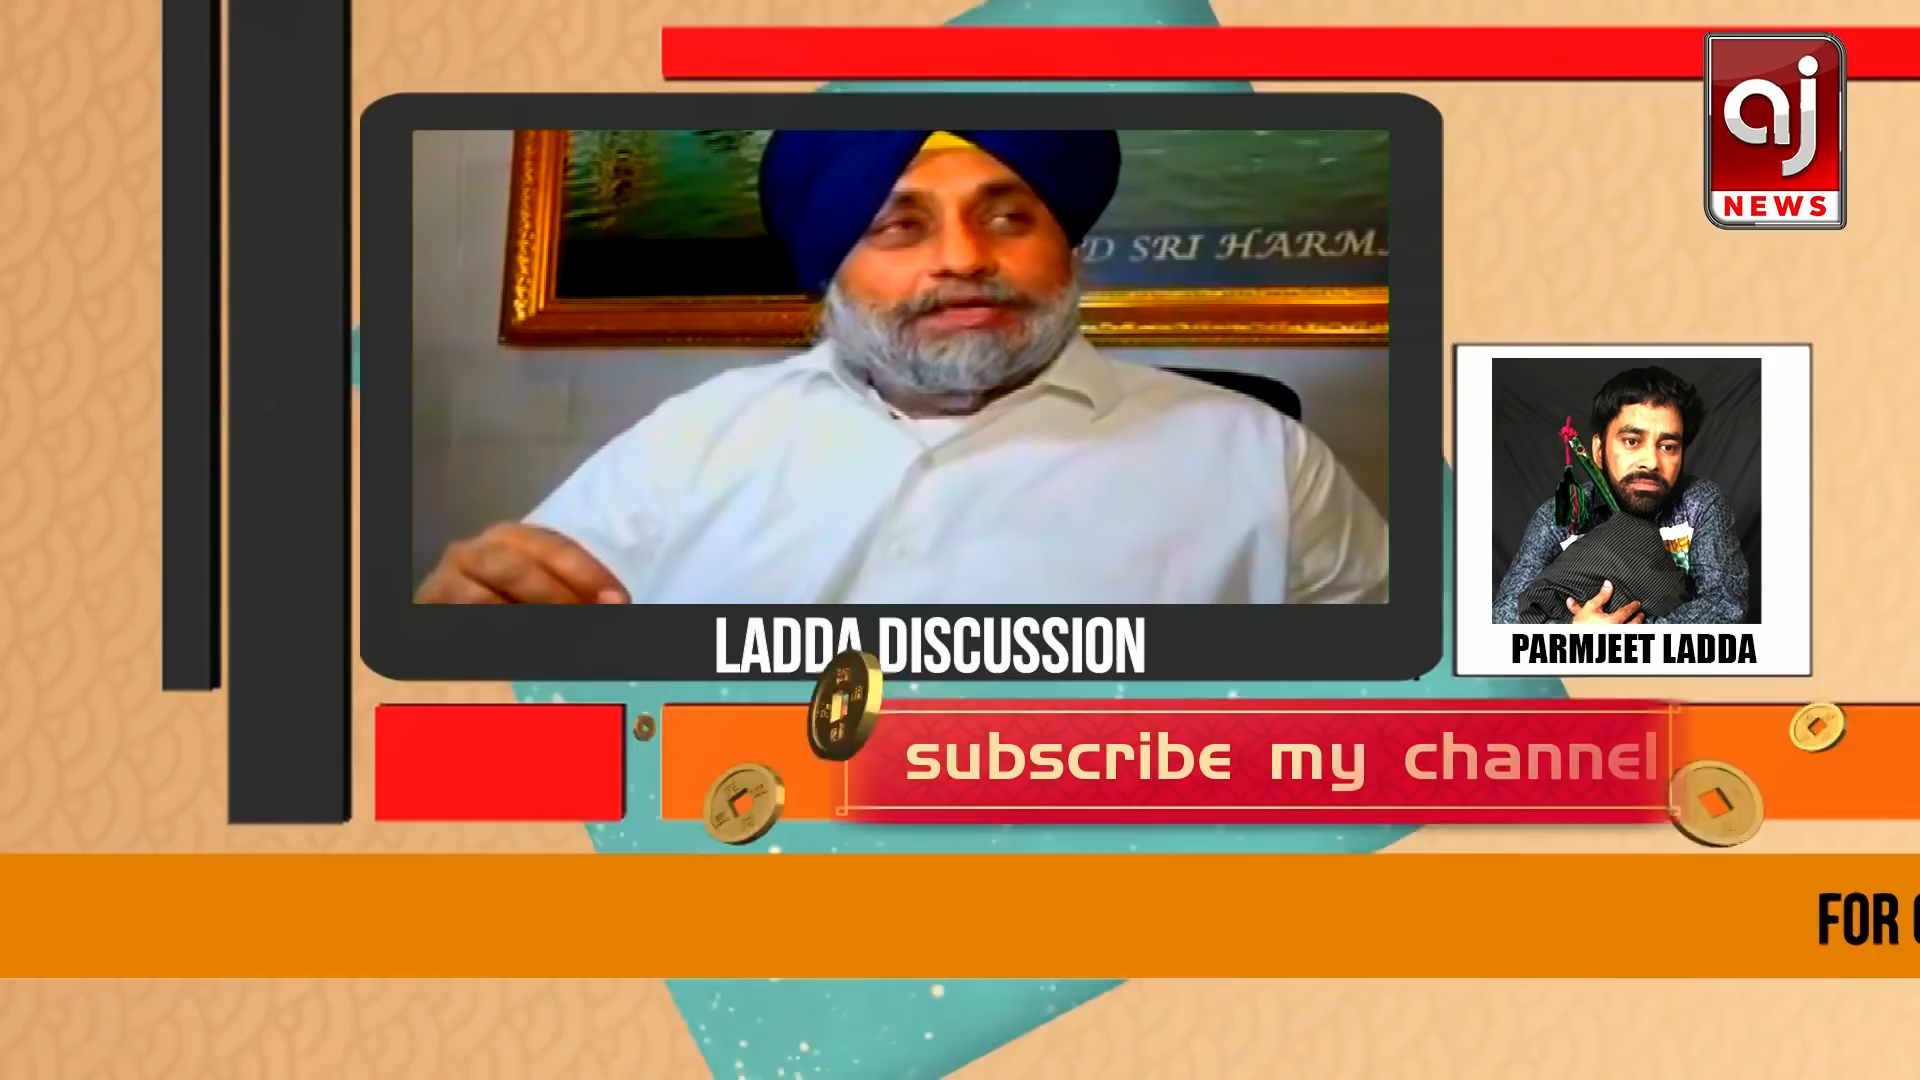 aj
NEWS
D SRI HARM
LADDA DISCUSSION
PARMJEET LADDA
subscribe my channel
FOR